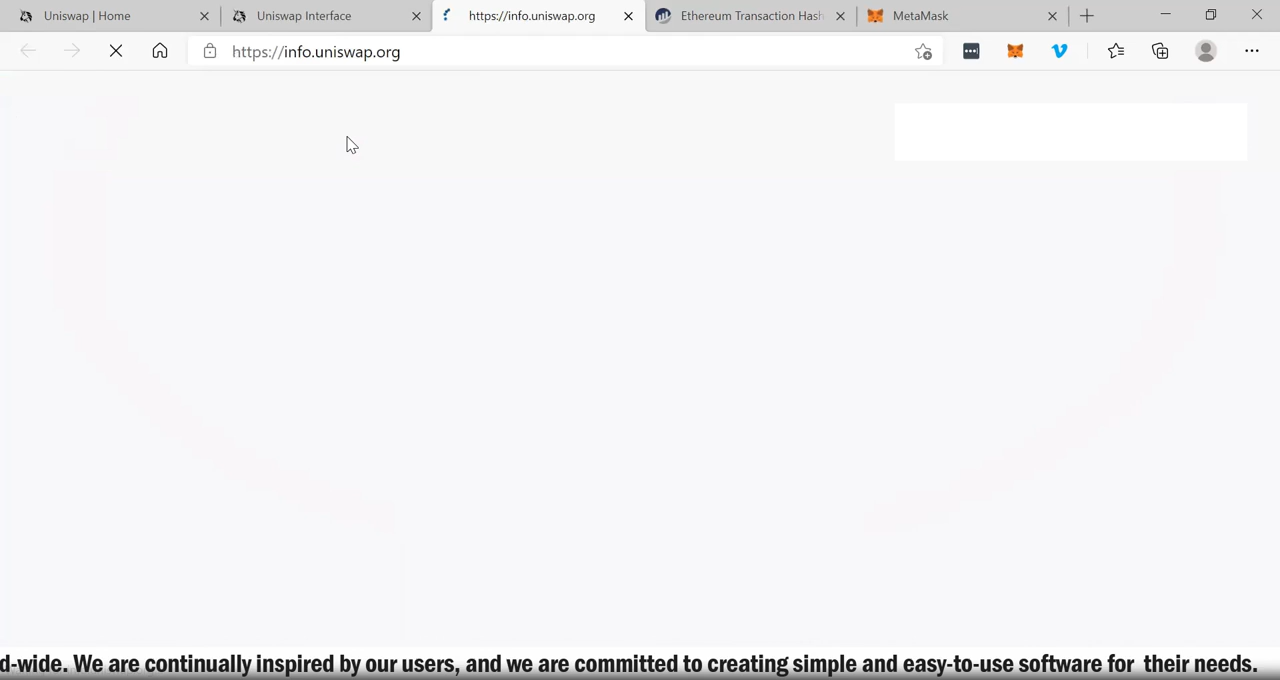 Uniswap | Home
Uniswap Interface
https://info.uniswap.org
Ethereum Transaction Hash
MetaMask
https://info.uniswap.org
d-wide. We are continually inspired by our users, and we are committed to creating simple and easy-to-use software for their needs.